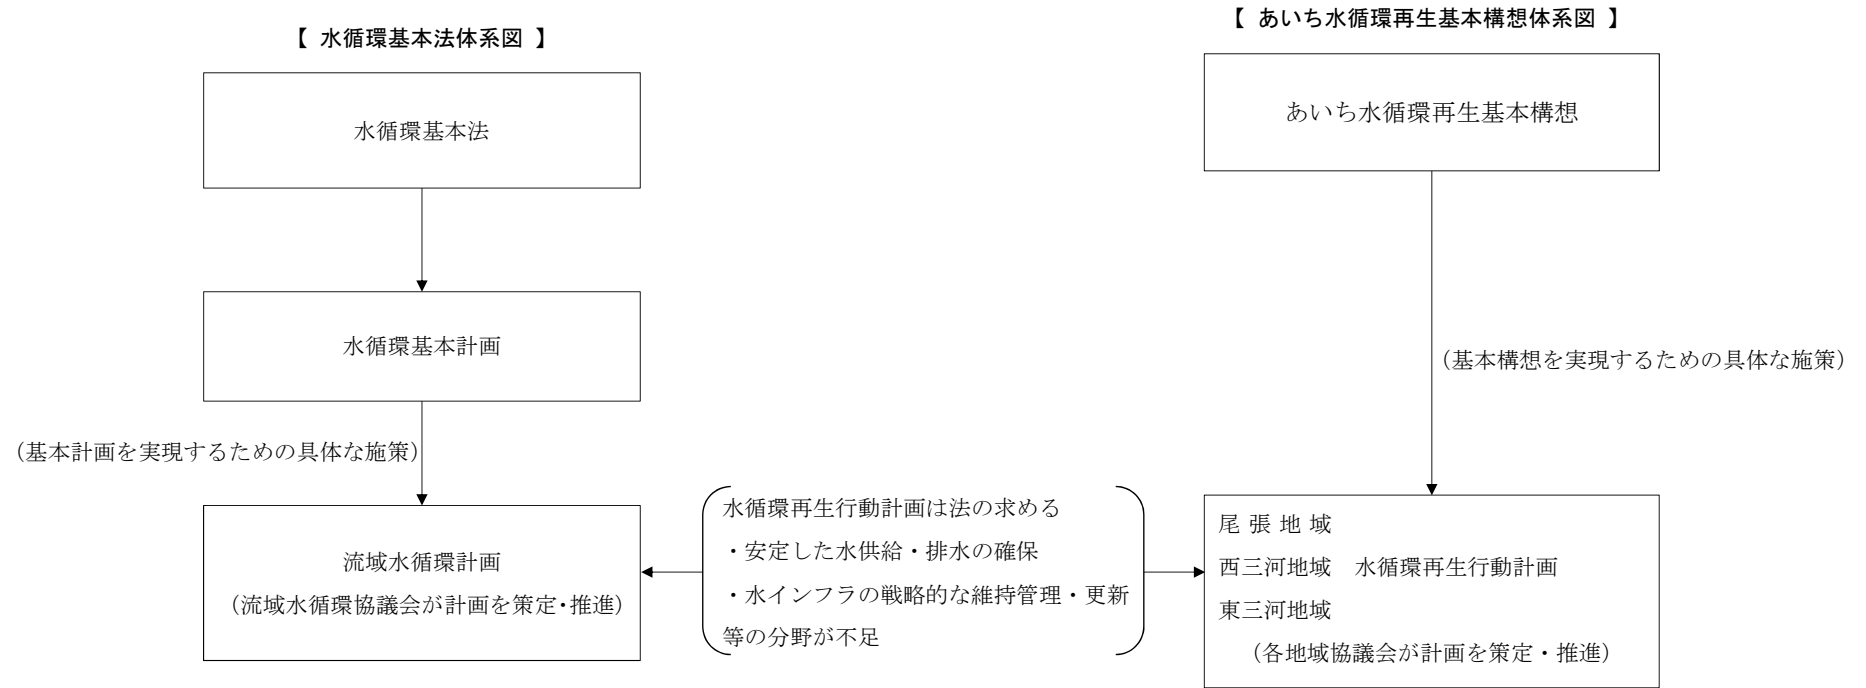 【 水循環基本法体系図 】
水循環基本法
水循環基本計画
（基本計画を実現するための具体な施策）
流域水循環計画
（流域水循環協議会が計画を策定・推進）
水循環再生行動計画は法の求める
・安定した水供給・排水の確保
・水インフラの戦略的な維持管理・更新
等の分野が不足
【 あいち水循環再生基本構想体系図 】
あいち水循環再生基本構想
（基本構想を実現するための具体な施策）
尾 張 地 域
西三河地域　水循環再生行動計画
東三河地域
（各地域協議会が計画を策定・推進）